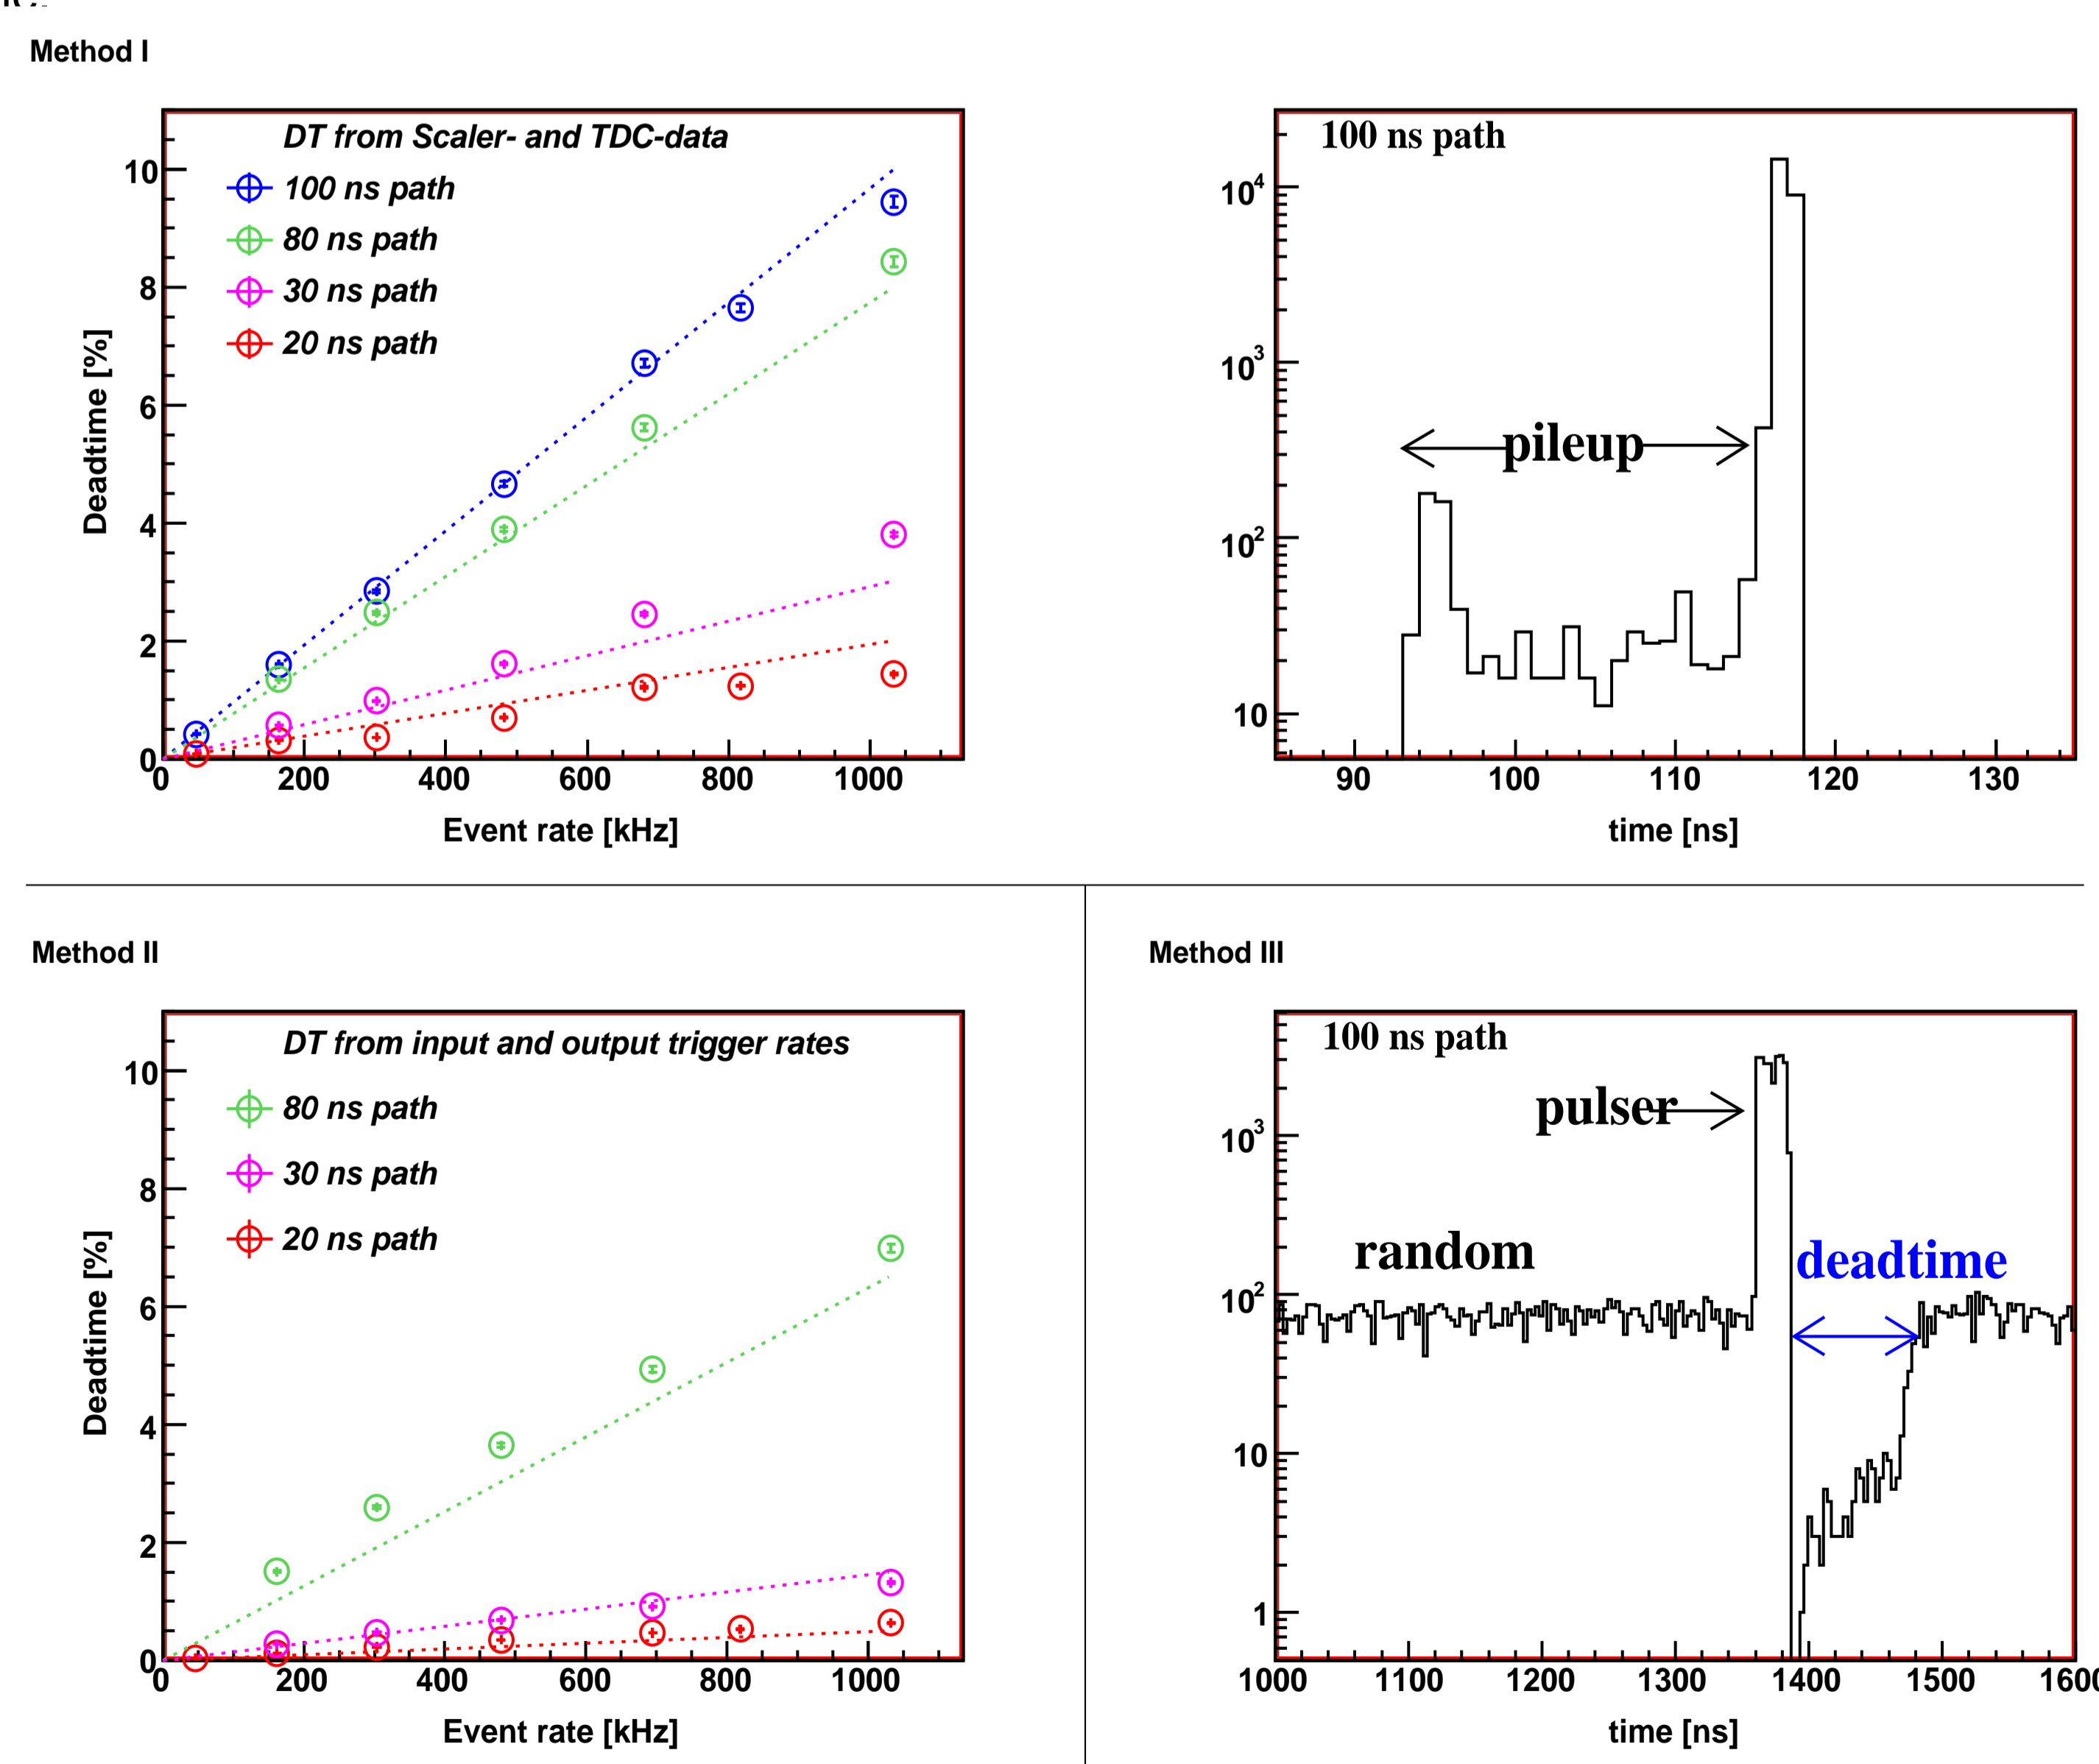 Method I
DT from Scaler- and TDC-data
100 ns path
80 ns path
30 ns path
20 ns path
Deadtime [%]
10
8
6
4
2
0
0 200 400 600 800 1000
Event rate [kHz]
100 ns path
pileup
10^4
10^3
10^2
10
90 100 110 120 130
time [ns]
Method II
DT from input and output trigger rates
80 ns path
30 ns path
20 ns path
Deadtime [%]
10
8
6
4
2
0
0 200 400 600 800 1000
Event rate [kHz]
Method III
100 ns path
pulser
random
deadtime
10^3
10^2
10
1
1000 1100 1200 1300 1400 1500 160
time [ns]